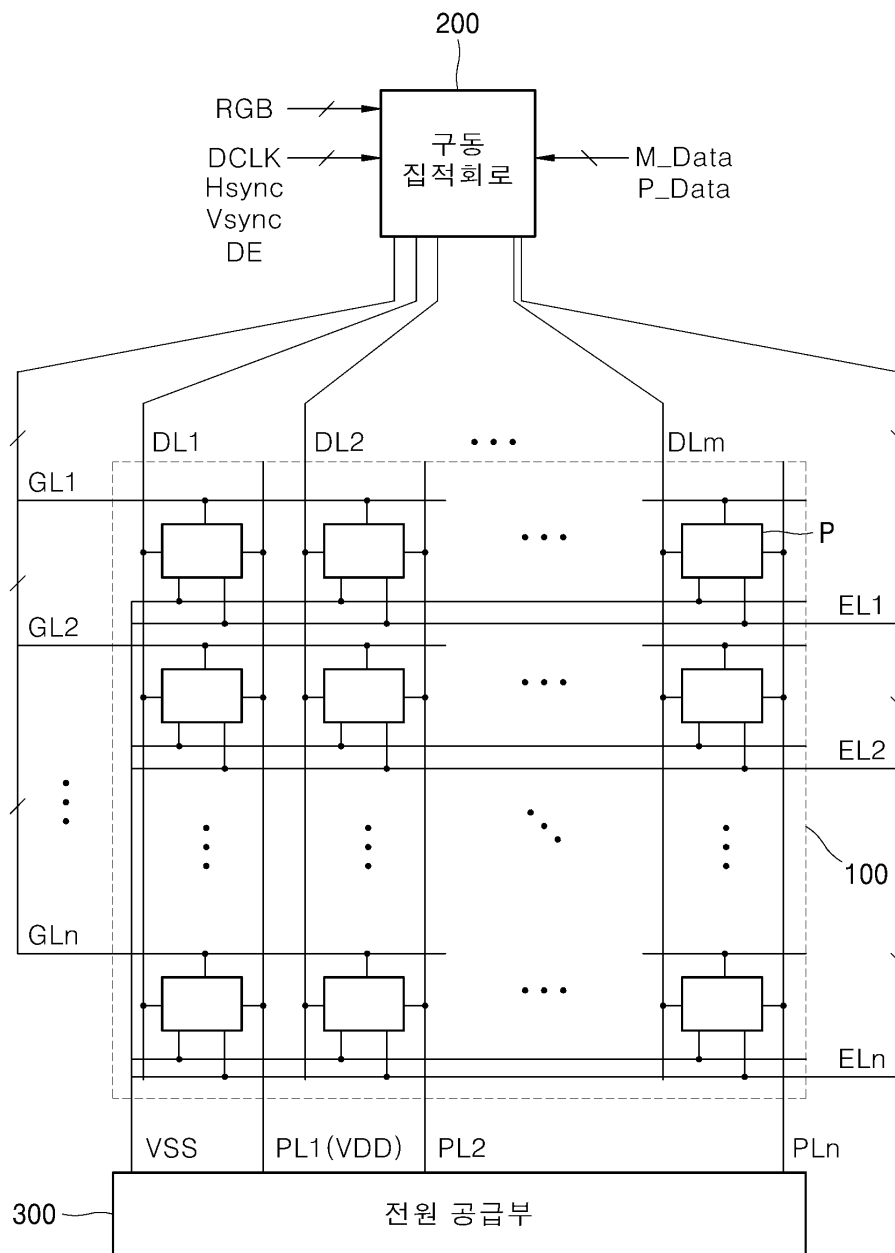 200
RGB
DCLK
Hsync
Vsync
DE
구동
집적회로
M_Data
P_Data
DL1
DL2
DLm
GL1
P
EL1
GL2
EL2
100
GLn
ELn
VSS
PL1(VDD)
PL2
PLn
300
전원 공급부